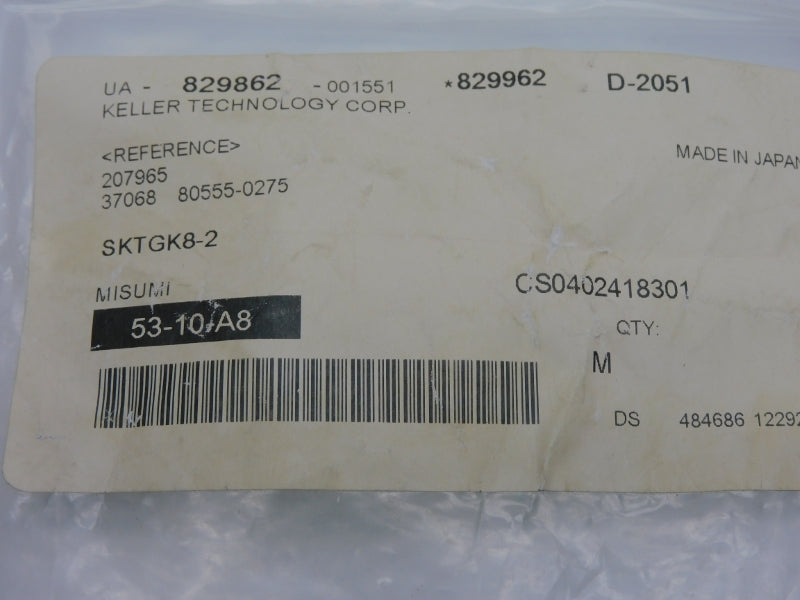 UA - 829862 - 001551 *829962 D-2051
KELLER TECHNOLOGY CORP.
<REFERENCE>
MADE IN JAPAN
207965
37068 80555-0275
SKTGK8-2
MISUMI
CS0402418301
53-10-A8
QTY:
M
DS 484686 12292